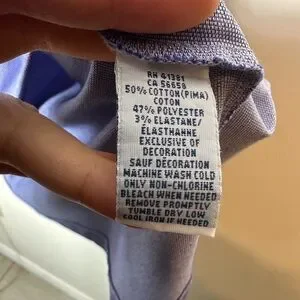 RN 41381
CA 56658
50% COTTON(PIMA)
COTON
47% POLYESTER
3% ELASTANE/
ÉLASTHANNE
EXCLUSIVE OF
DECORATION
SAUF DÉCORATION
MACHINE WASH COLD
ONLY NON-CHLORINE
BLEACH WHEN NEEDED
REMOVE PROMPTLY
TUMBLE DRY LOW
COOL IRON IF NEEDED